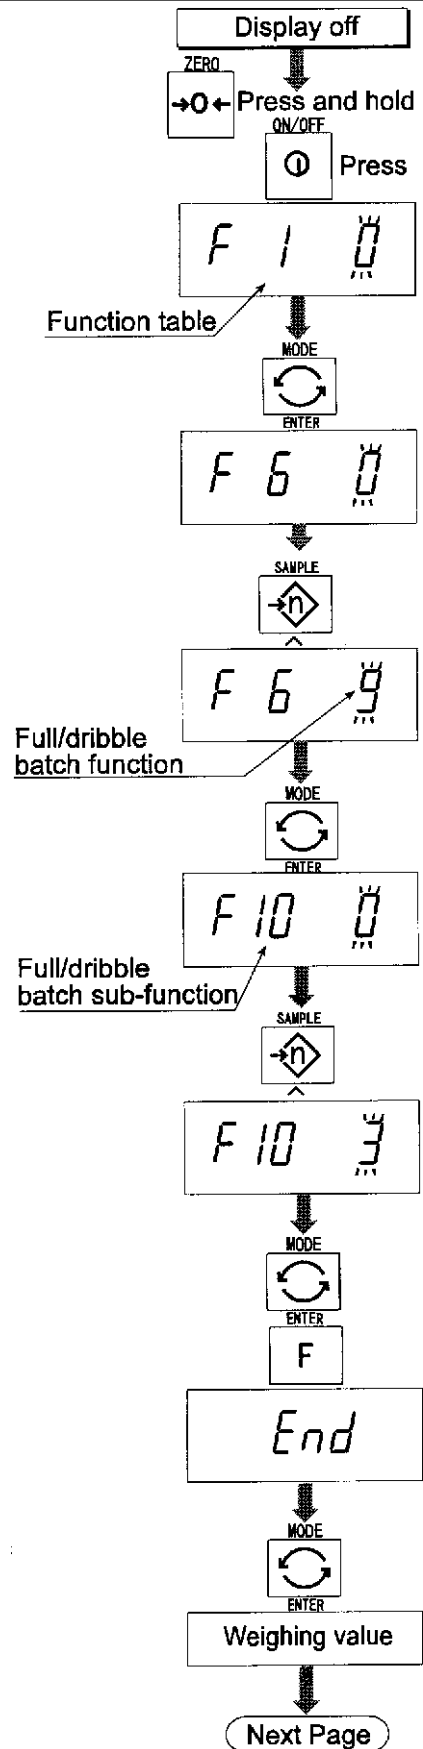 Display off
ZERO
→0← Press and hold
ON/OFF
Press
F 1 0
Function table
MODE
ENTER
F 6 0
SAMPLE
→n
F 6 9
Full/dribble
batch function
MODE
ENTER
F10 0
Full/dribble
batch sub-function
SAMPLE
→n
F10 3
MODE
ENTER
F
End
MODE
ENTER
Weighing value
Next Page